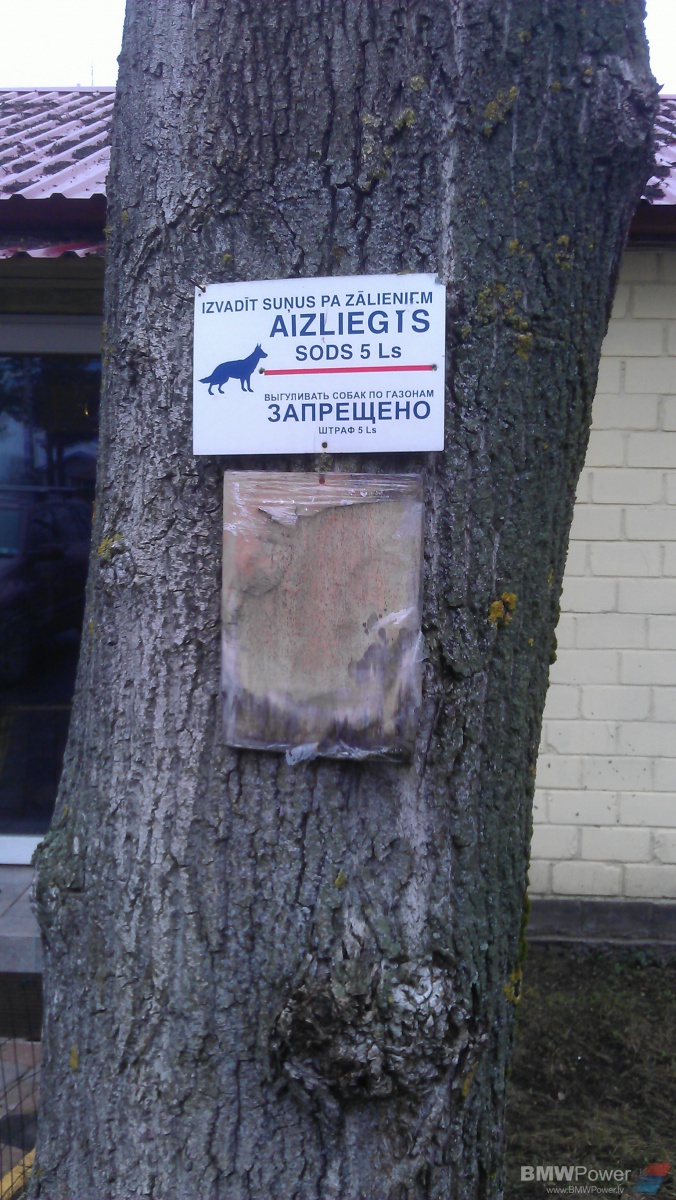 IZVADĪT SUŅUS PA ZĀLIENIEM
AIZLIEGTS
SODS 5 Ls
ВЫГУЛИВАТЬ СОБАК ПО ГАЗОНАМ
ЗАПРЕЩЕНО
ШТРАФ 5 Ls
BMWPower
www.BMWPower.lv